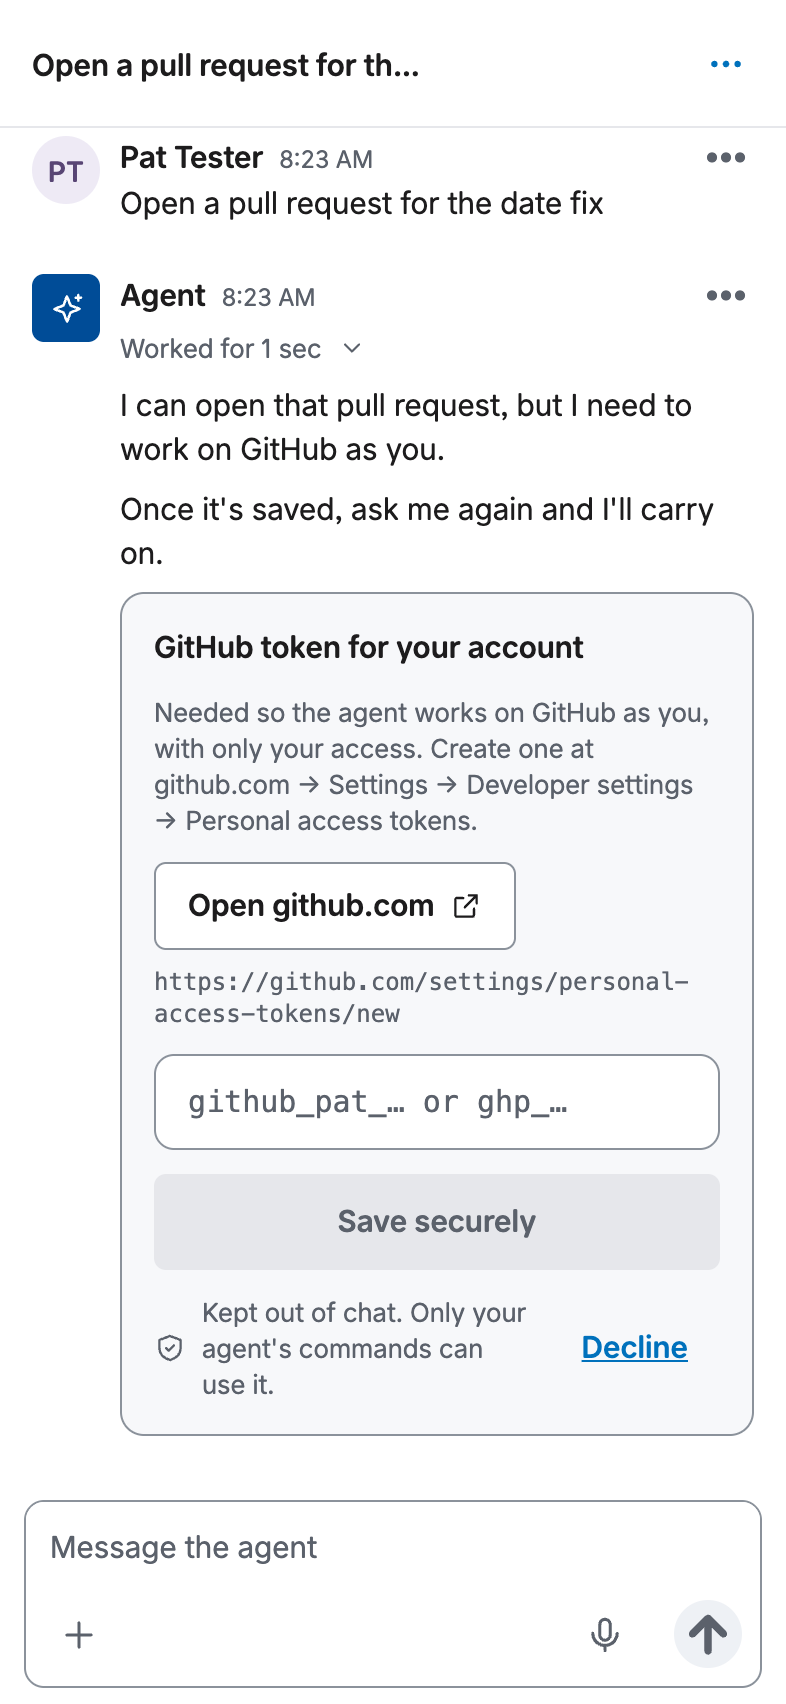 Open a pull request for th...
PT
Pat Tester 8:23 AM
Open a pull request for the date fix
Agent 8:23 AM
Worked for 1 sec
I can open that pull request, but I need to
work on GitHub as you.
Once it's saved, ask me again and I'll carry
on.
GitHub token for your account
Needed so the agent works on GitHub as you,
with only your access. Create one at
github.com → Settings → Developer settings
→ Personal access tokens.
Open github.com
https://github.com/settings/personal-
access-tokens/new
github_pat_… or ghp_…
Save securely
Kept out of chat. Only your
agent's commands can
use it.
Decline
Message the agent